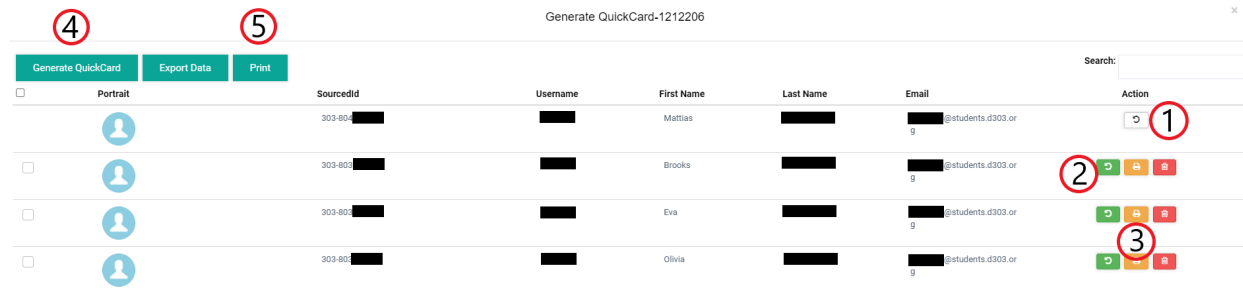 Generate QuickCard-1212206
×
4
5
Generate QuickCard Export Data Print
Search:
Portrait SourcedId Username First Name Last Name Email Action
303-804 Mattias @students.d303.or
g
1
303-803 Brooks @students.d303.or
g
2
303-803 Eva @students.d303.or
g
3
303-803 Olivia @students.d303.or
g